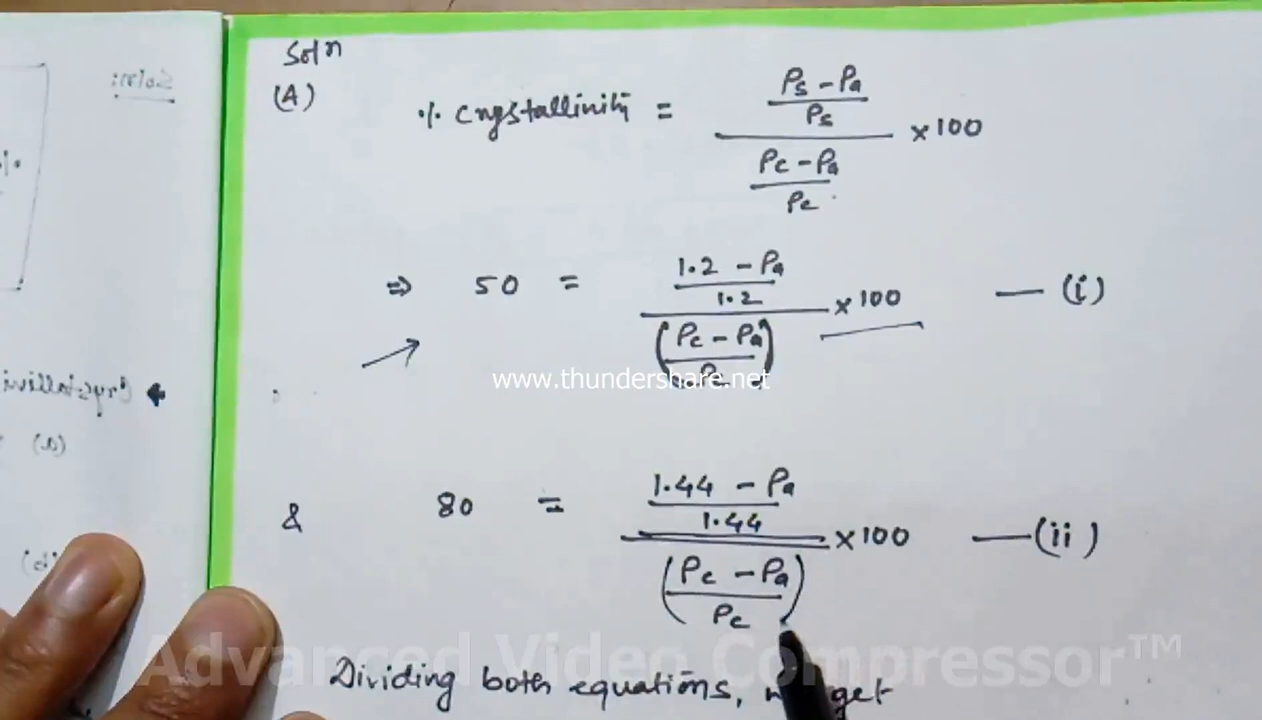 Soln
(A) % Crystallinity = ((Ps - Pa)/Ps)/((Pc - Pa)/Pc) × 100
⇒ 50 = ((1.2 - Pa)/1.2)/((Pc - Pa)/Pc) × 100 — (i)
www.thundershare.net
& 80 = ((1.44 - Pa)/1.44)/((Pc - Pa)/Pc) × 100 — (ii)
Advanced Video Compressor™
Dividing both equations, get